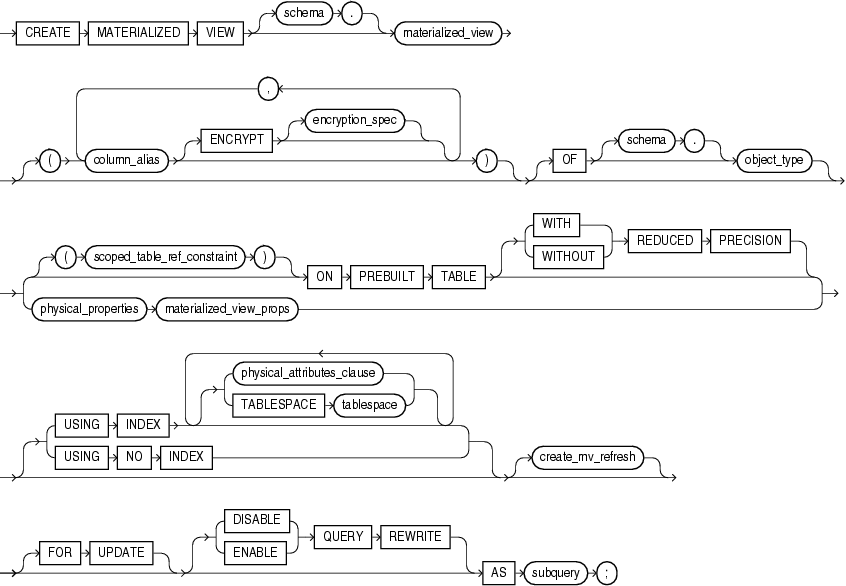 schema .
CREATE MATERIALIZED VIEW materialized_view
,
encryption_spec
ENCRYPT schema .
( column_alias ) OF object_type
WITH
( scoped_table_ref_constraint ) REDUCED PRECISION
WITHOUT
ON PREBUILT TABLE
physical_properties materialized_view_props
physical_attributes_clause
TABLESPACE tablespace
USING INDEX
USING NO INDEX create_mv_refresh
DISABLE
FOR UPDATE QUERY REWRITE
ENABLE
AS subquery ;